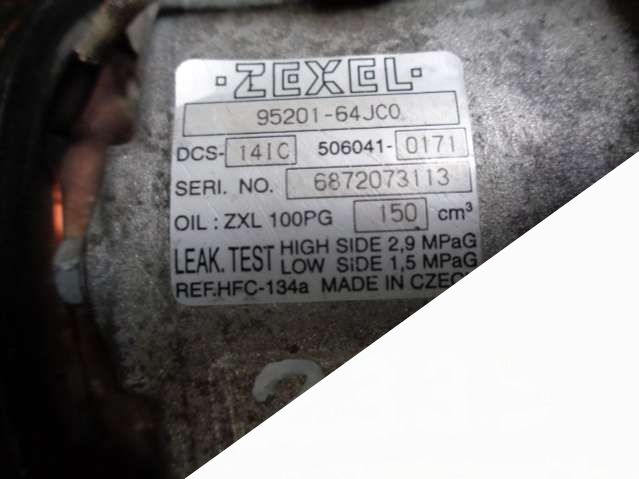 ·ZEXEL·
95201-64JC0
DCS- 14IC 506041- 0171
SERI. NO. 6872073113
OIL : ZXL 100PG 150 cm³
LEAK. TEST HIGH SIDE 2,9 MPaG
LOW SIDE 1,5 MPaG
REF.HFC-134a MADE IN CZEC